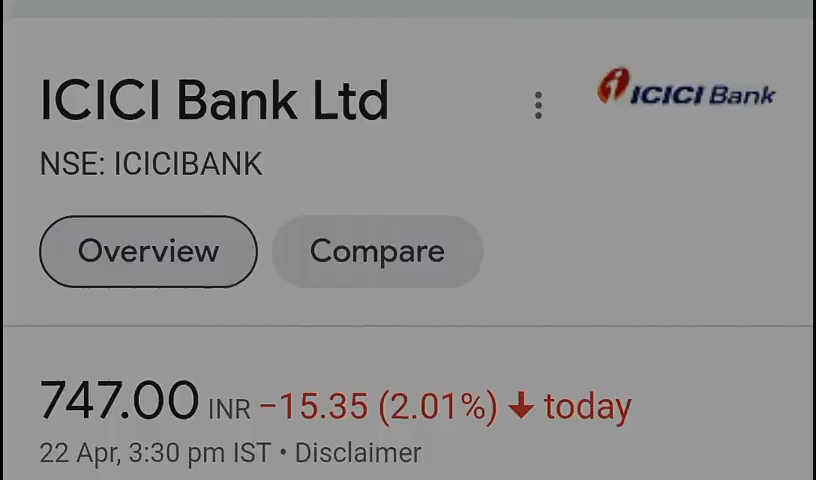 ICICI Bank Ltd
ICICI Bank
NSE: ICICIBANK
Overview Compare
747.00 INR −15.35 (2.01%) ↓ today
22 Apr, 3:30 pm IST • Disclaimer